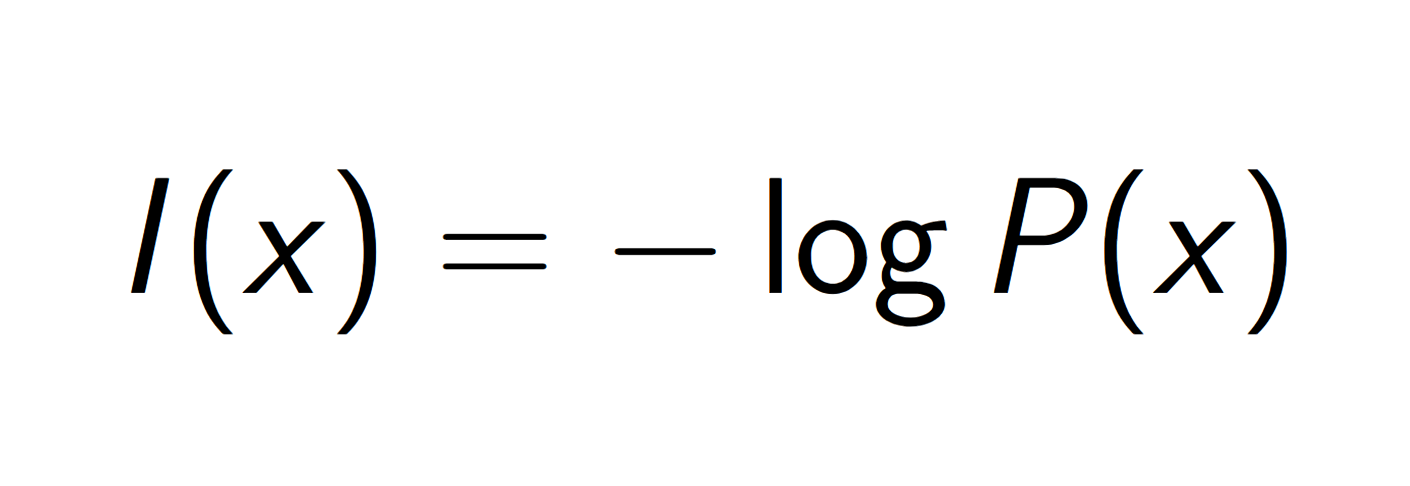 I(x) = − log P(x)